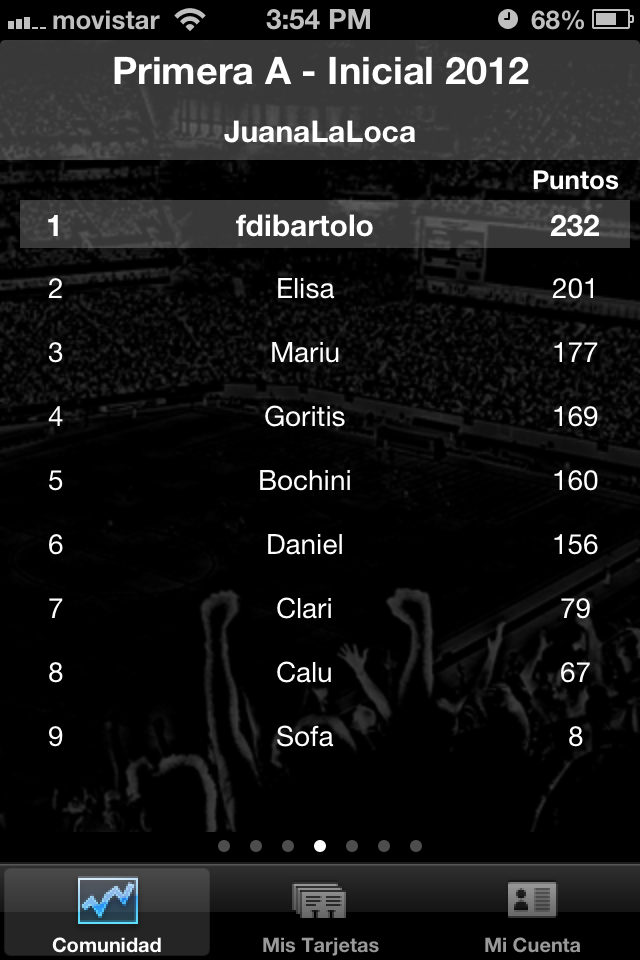 movistar 3:54 PM 68%
Primera A - Inicial 2012
JuanaLaLoca
Puntos
1 fdibartolo 232
2 Elisa 201
3 Mariu 177
4 Goritis 169
5 Bochini 160
6 Daniel 156
7 Clari 79
8 Calu 67
9 Sofa 8
Comunidad Mis Tarjetas Mi Cuenta